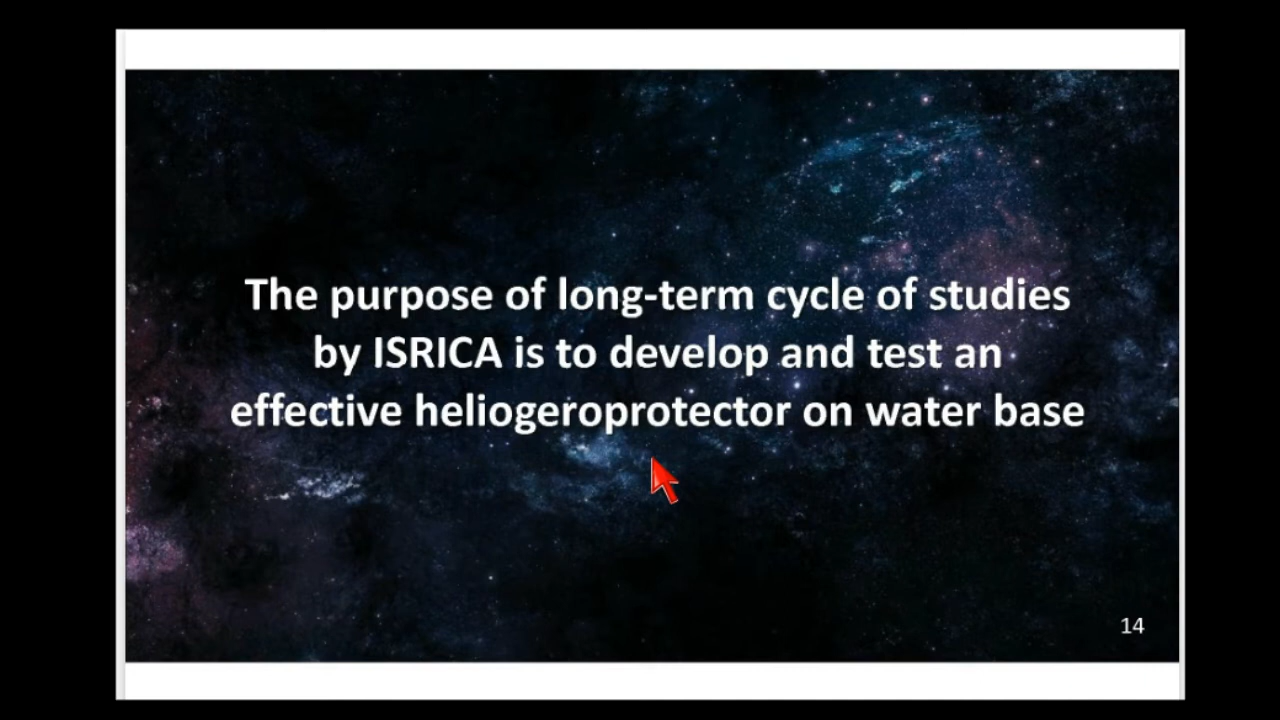 The purpose of long-term cycle of studies
by ISRICA is to develop and test an
effective heliogeroprotector on water base
14